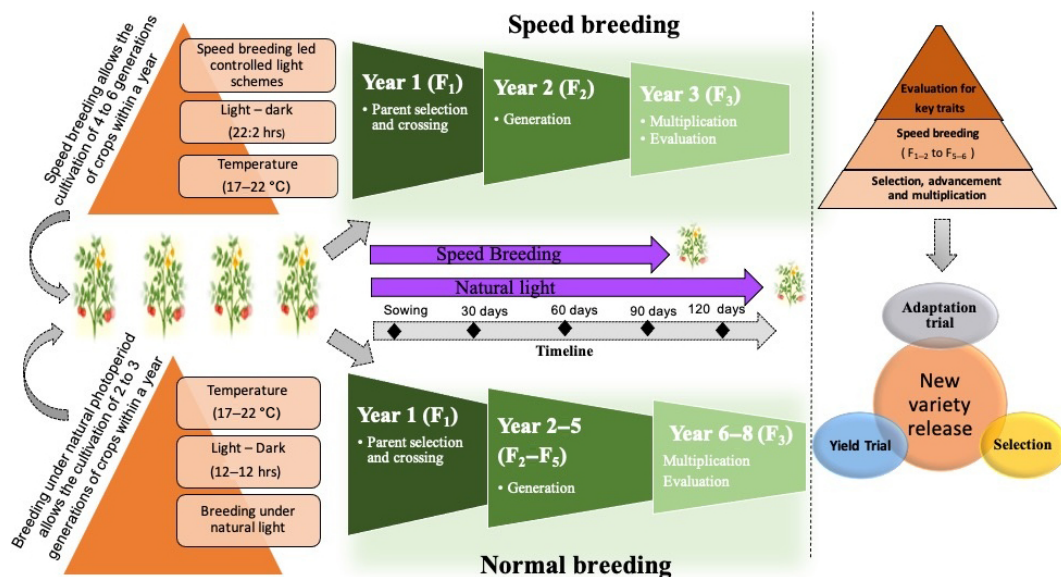 Speed breeding allows the
cultivation of 4 to 6 generations
of crops within a year
Speed breeding led
controlled light
schemes
Light – dark
(22:2 hrs)
Temperature
(17–22 °C)
Speed breeding
Year 1 (F₁)
• Parent selection
and crossing
Year 2 (F₂)
• Generation
Year 3 (F₃)
• Multiplication
• Evaluation
Speed Breeding
Natural light
Sowing
30 days
60 days
90 days
120 days
Timeline
Breeding under natural photoperiod
allows the cultivation of 2 to 3
generations of crops within a year
Temperature
(17–22 °C)
Light – Dark
(12–12 hrs)
Breeding under
natural light
Year 1 (F₁)
• Parent selection
and crossing
Year 2–5
(F₂–F₅)
• Generation
Year 6–8 (F₃)
Multiplication
Evaluation
Normal breeding
Evaluation for
key traits
Speed breeding
( F₁₋₂ to F₅₋₆ )
Selection, advancement
and multiplication
Adaptation
trial
New
variety
release
Yield Trial
Selection